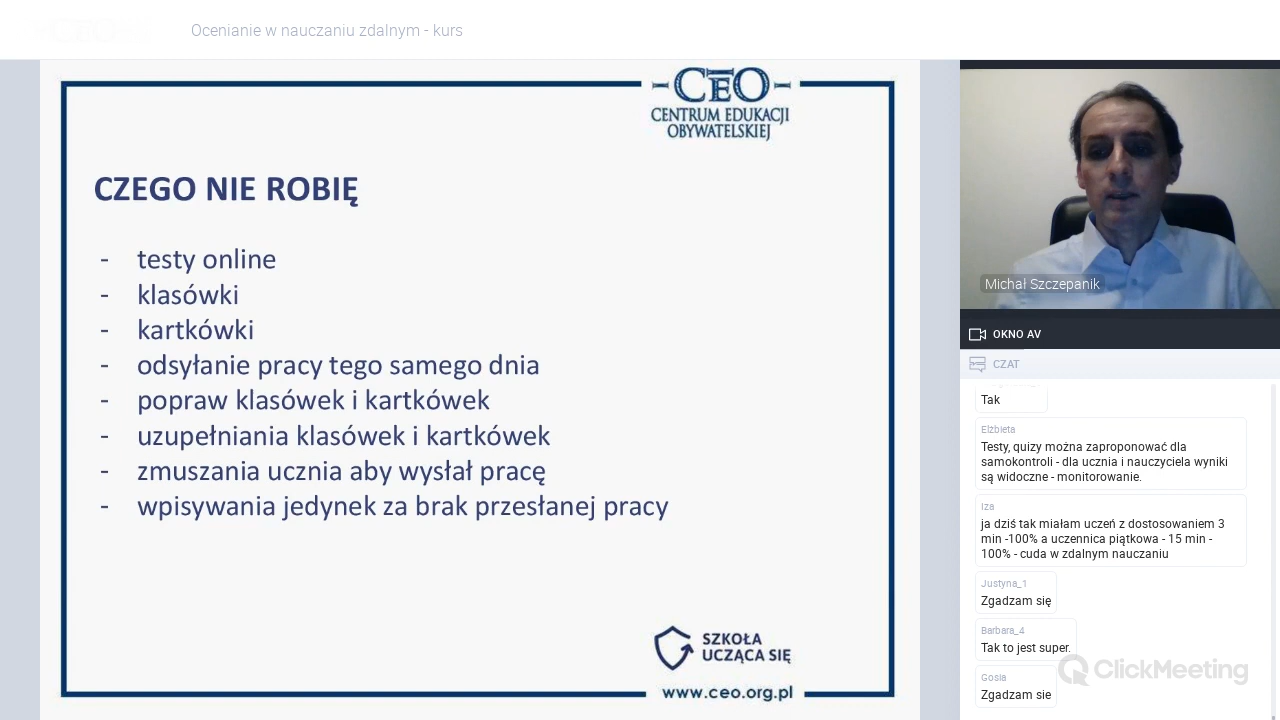 Ocenianie w nauczaniu zdalnym - kurs
CEO
CENTRUM EDUKACJI
OBYWATELSKIEJ
CZEGO NIE ROBIĘ
- testy online
- klasówki
- kartkówki
- odsyłanie pracy tego samego dnia
- popraw klasówek i kartkówek
- uzupełniania klasówek i kartkówek
- zmuszania ucznia aby wysłał pracę
- wpisywania jedynek za brak przesłanej pracy
SZKOŁA
UCZĄCA SIĘ
www.ceo.org.pl
Michał Szczepanik
OKNO AV
CZAT
Tak
Elżbieta
Testy, quizy można zaproponować dla
samokontroli - dla ucznia i nauczyciela wyniki
są widoczne - monitorowanie.
Iza
ja dziś tak miałam uczeń z dostosowaniem 3
min -100% a uczennica piątkowa - 15 min -
100% - cuda w zdalnym nauczaniu
Justyna_1
Zgadzam się
Barbara_4
Tak to jest super.
Gosia
Zgadzam sie
ClickMeeting